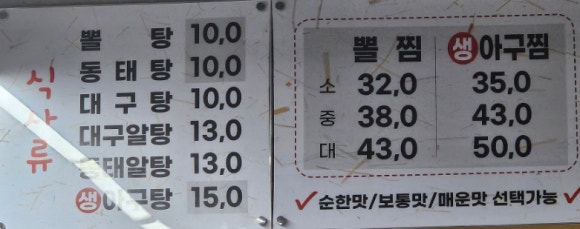 식사류
뽈 탕 10,0
동태탕 10,0
대구탕 10,0
대구알탕 13,0
동태알탕 13,0
생아구탕 15,0
뽈 찜 생아구찜
소 32,0 35,0
중 38,0 43,0
대 43,0 50,0
✓순한맛/보통맛/매운맛 선택가능✓